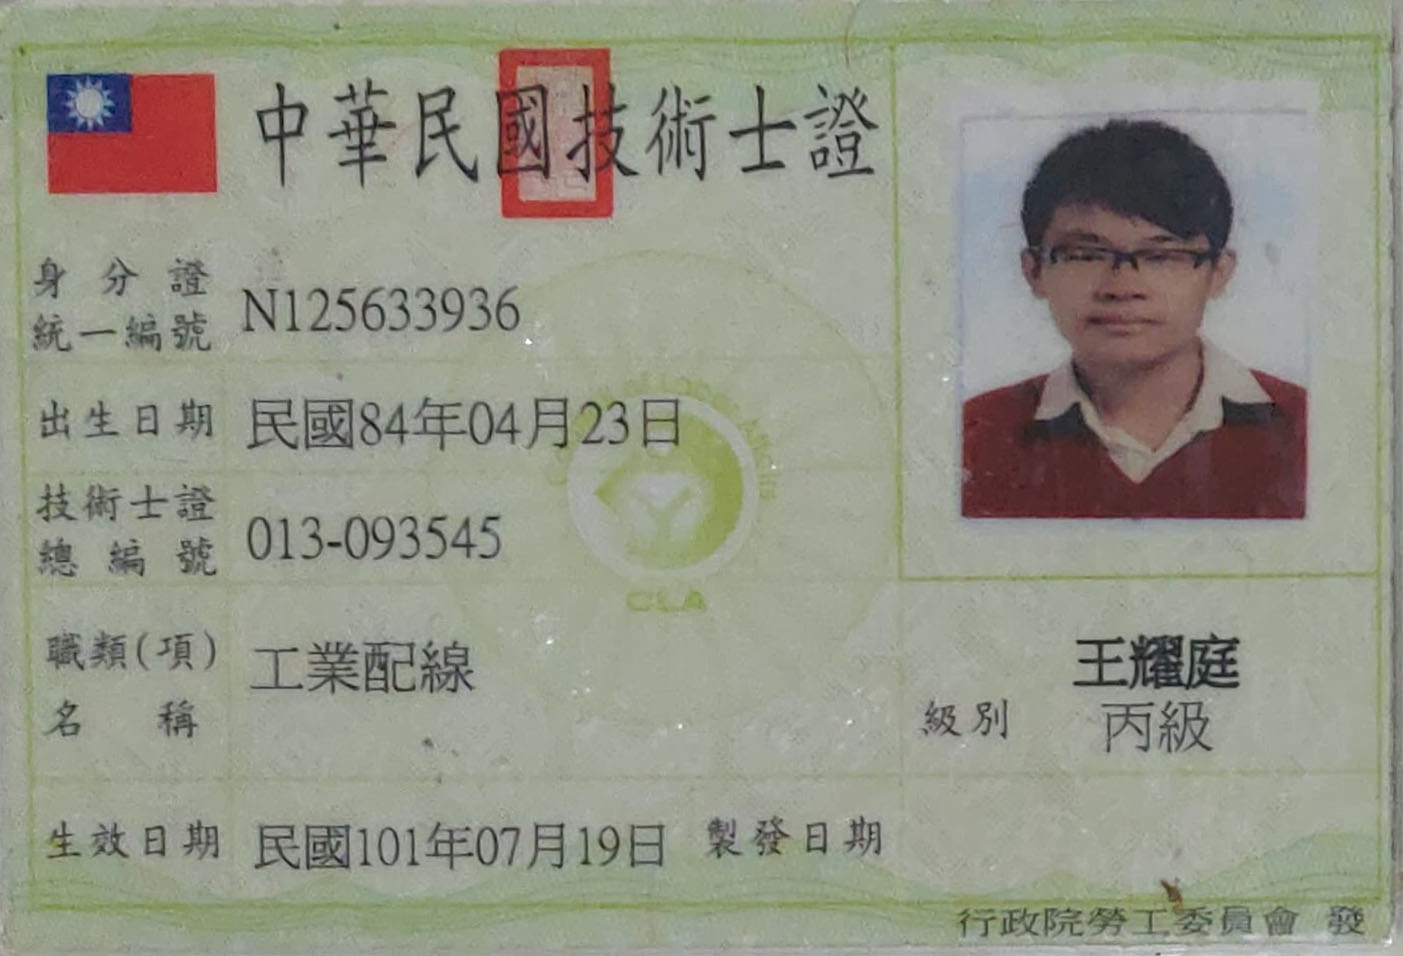 中華民國技術士證
身分證統一編號 N125633936
出生日期 民國84年04月23日
技術士證總編號 013-093545
職類(項)名稱 工業配線
王耀庭
級別 丙級
生效日期 民國101年07月19日 製發日期
CLA
行政院勞工委員會 發